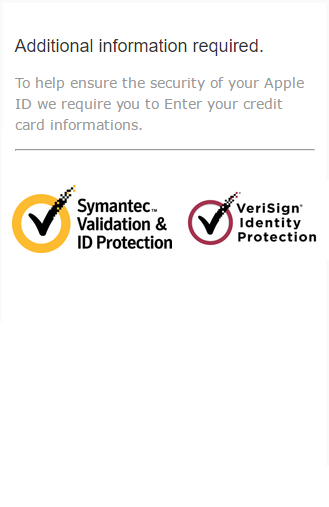 Additional information required.
To help ensure the security of your Apple
ID we require you to Enter your credit
card informations.
Symantec™
Validation &
ID Protection
VeriSign®
Identity
Protection